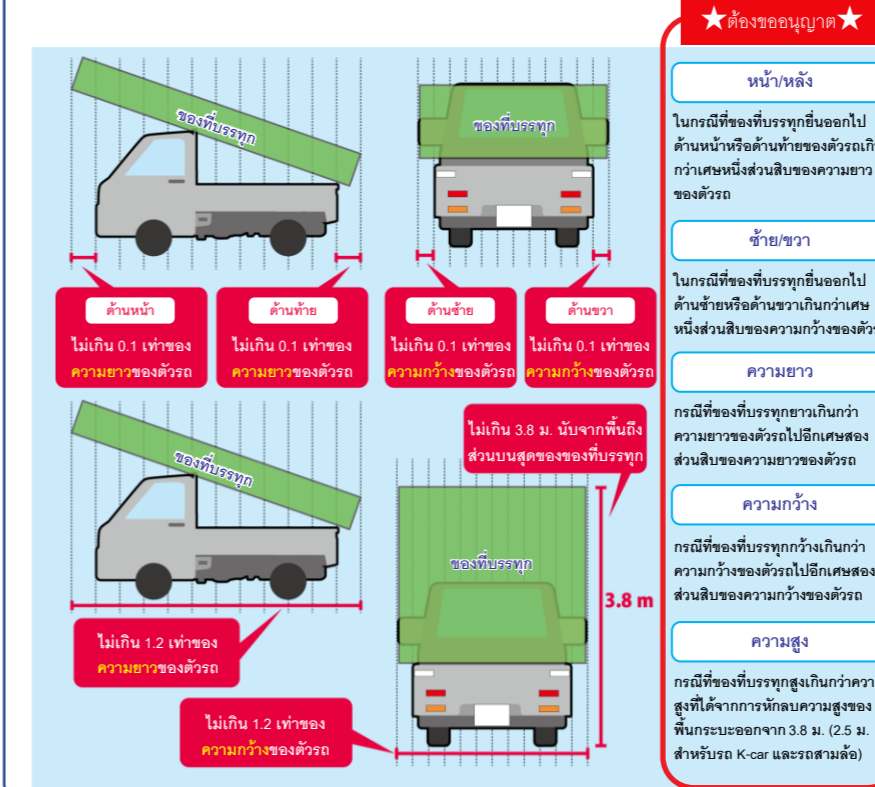 ★ต้องขออนุญาต★
ของที่บรรทุก
ของที่บรรทุก
ด้านหน้า
ไม่เกิน 0.1 เท่าของ
ความยาวของตัวรถ
ด้านท้าย
ไม่เกิน 0.1 เท่าของ
ความยาวของตัวรถ
ด้านซ้าย
ไม่เกิน 0.1 เท่าของ
ความกว้างของตัวรถ
ด้านขวา
ไม่เกิน 0.1 เท่าของ
ความกว้างของตัวรถ
ของที่บรรทุก
ไม่เกิน 1.2 เท่าของ
ความยาวของตัวรถ
ไม่เกิน 3.8 ม. นับจากพื้นถึง
ส่วนบนสุดของของที่บรรทุก
ของที่บรรทุก
3.8 m
ไม่เกิน 1.2 เท่าของ
ความกว้างของตัวรถ
หน้า/หลัง
ในกรณีที่ของที่บรรทุกยื่นออกไป
ด้านหน้าหรือด้านท้ายของตัวรถ
กว่าเศษหนึ่งส่วนสิบของความยาว
ของตัวรถ
ซ้าย/ขวา
ในกรณีที่ของที่บรรทุกยื่นออกไป
ด้านซ้ายหรือด้านขวาเกินกว่าเศษ
หนึ่งส่วนสิบของความกว้างของ
ความยาว
กรณีที่ของที่บรรทุกยาวเกินกว่า
ความยาวของตัวรถไปอีกเศษสอง
ส่วนสิบของความยาวของตัวรถ
ความกว้าง
กรณีที่ของที่บรรทุกกว้างเกินกว่า
ความกว้างของตัวรถไปอีกเศษสอง
ส่วนสิบของความกว้างของตัวรถ
ความสูง
กรณีที่ของที่บรรทุกสูงเกินกว่า
สูงที่ได้จากการหักลบความสูงของ
พื้นกระบะออกจาก 3.8 ม. (2.5 ม.
สำหรับรถ K-car และรถสามล้อ)